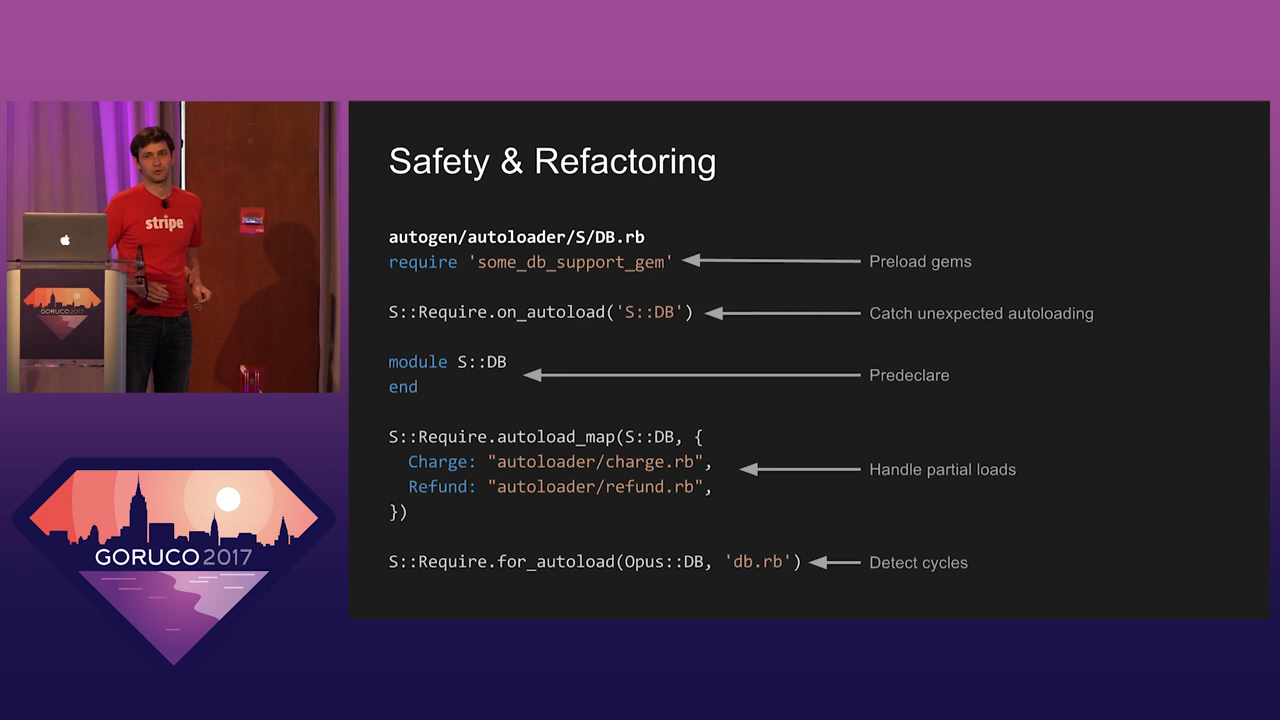 Safety & Refactoring
autogen/autoloader/S/DB.rb
require 'some_db_support_gem'
Preload gems
S::Require.on_autoload('S::DB')
Catch unexpected autoloading
module S::DB
end
Predeclare
S::Require.autoload_map(S::DB, {
Charge: "autoloader/charge.rb",
Refund: "autoloader/refund.rb",
})
Handle partial loads
S::Require.for_autoload(Opus::DB, 'db.rb')
Detect cycles
stripe
GORUCO 2017
GORUCO 2017